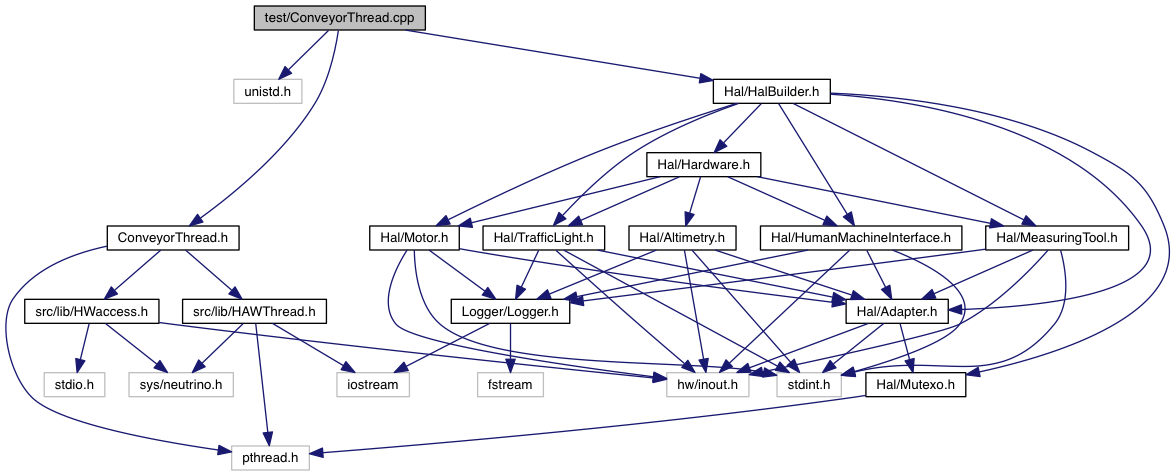 test/ConveyorThread.cpp
unistd.h
Hal/HalBuilder.h
Hal/Hardware.h
ConveyorThread.h
Hal/Motor.h
Hal/TrafficLight.h
Hal/Altimetry.h
Hal/HumanMachineInterface.h
Hal/MeasuringTool.h
src/lib/HWaccess.h
src/lib/HAWThread.h
Logger/Logger.h
Hal/Adapter.h
stdio.h
sys/neutrino.h
iostream
fstream
hw/inout.h
stdint.h
Hal/Mutexo.h
pthread.h